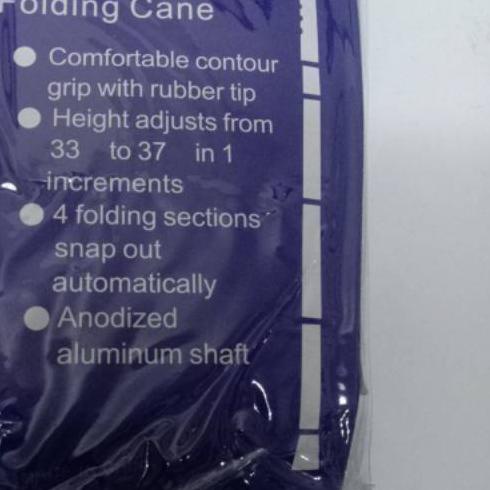 Folding Cane
Comfortable contour
grip with rubber tip
Height adjusts from
33 to 37 in 1
increments
4 folding sections
snap out
automatically
Anodized
aluminum shaft